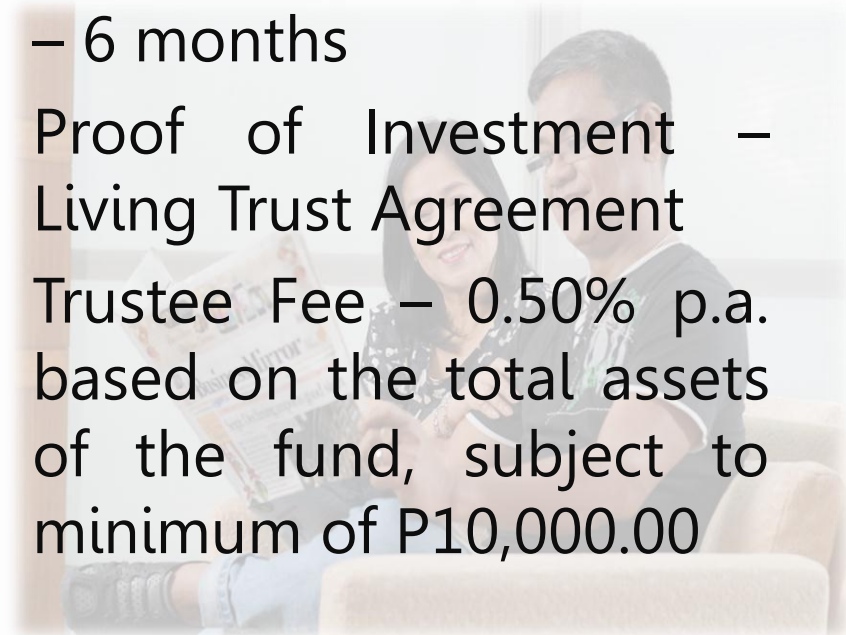 – 6 months
Proof of Investment –
Living Trust Agreement
Trustee Fee – 0.50% p.a.
based on the total assets
of the fund, subject to
minimum of P10,000.00
BusinessMirror